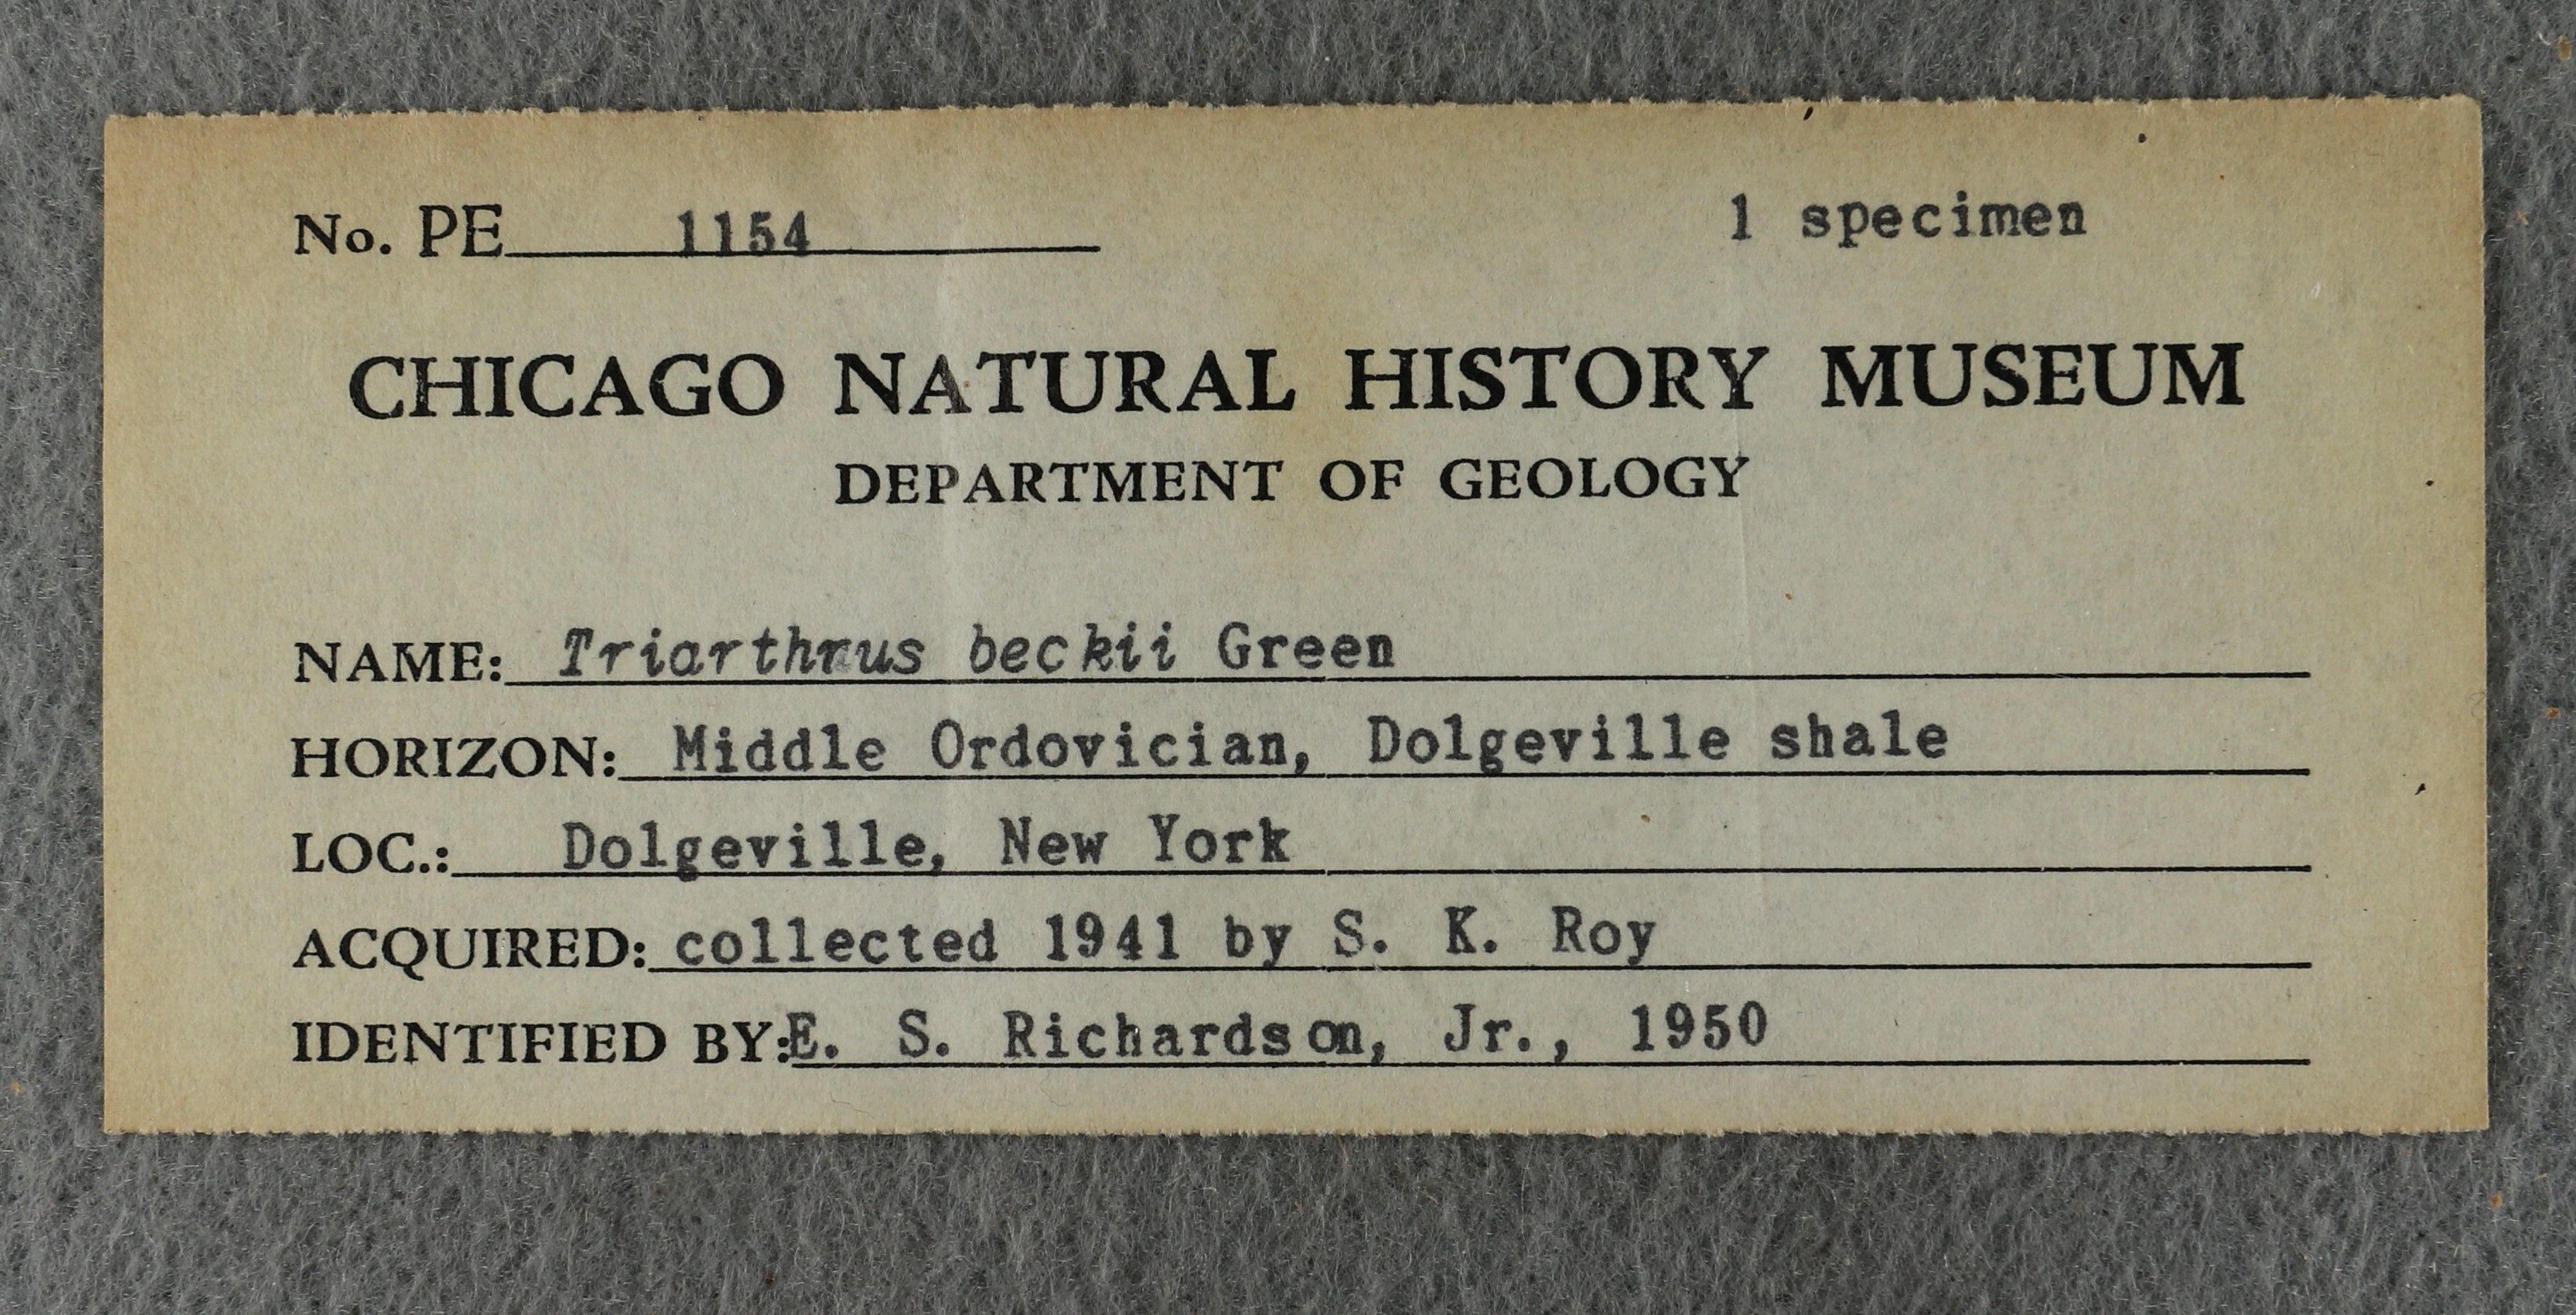 No. PE 1154 1 specimen
CHICAGO NATURAL HISTORY MUSEUM
DEPARTMENT OF GEOLOGY
NAME: Triarthrus beckii Green
HORIZON: Middle Ordovician, Dolgeville shale
LOC.: Dolgeville, New York
ACQUIRED: collected 1941 by S. K. Roy
IDENTIFIED BY: E. S. Richardson, Jr., 1950